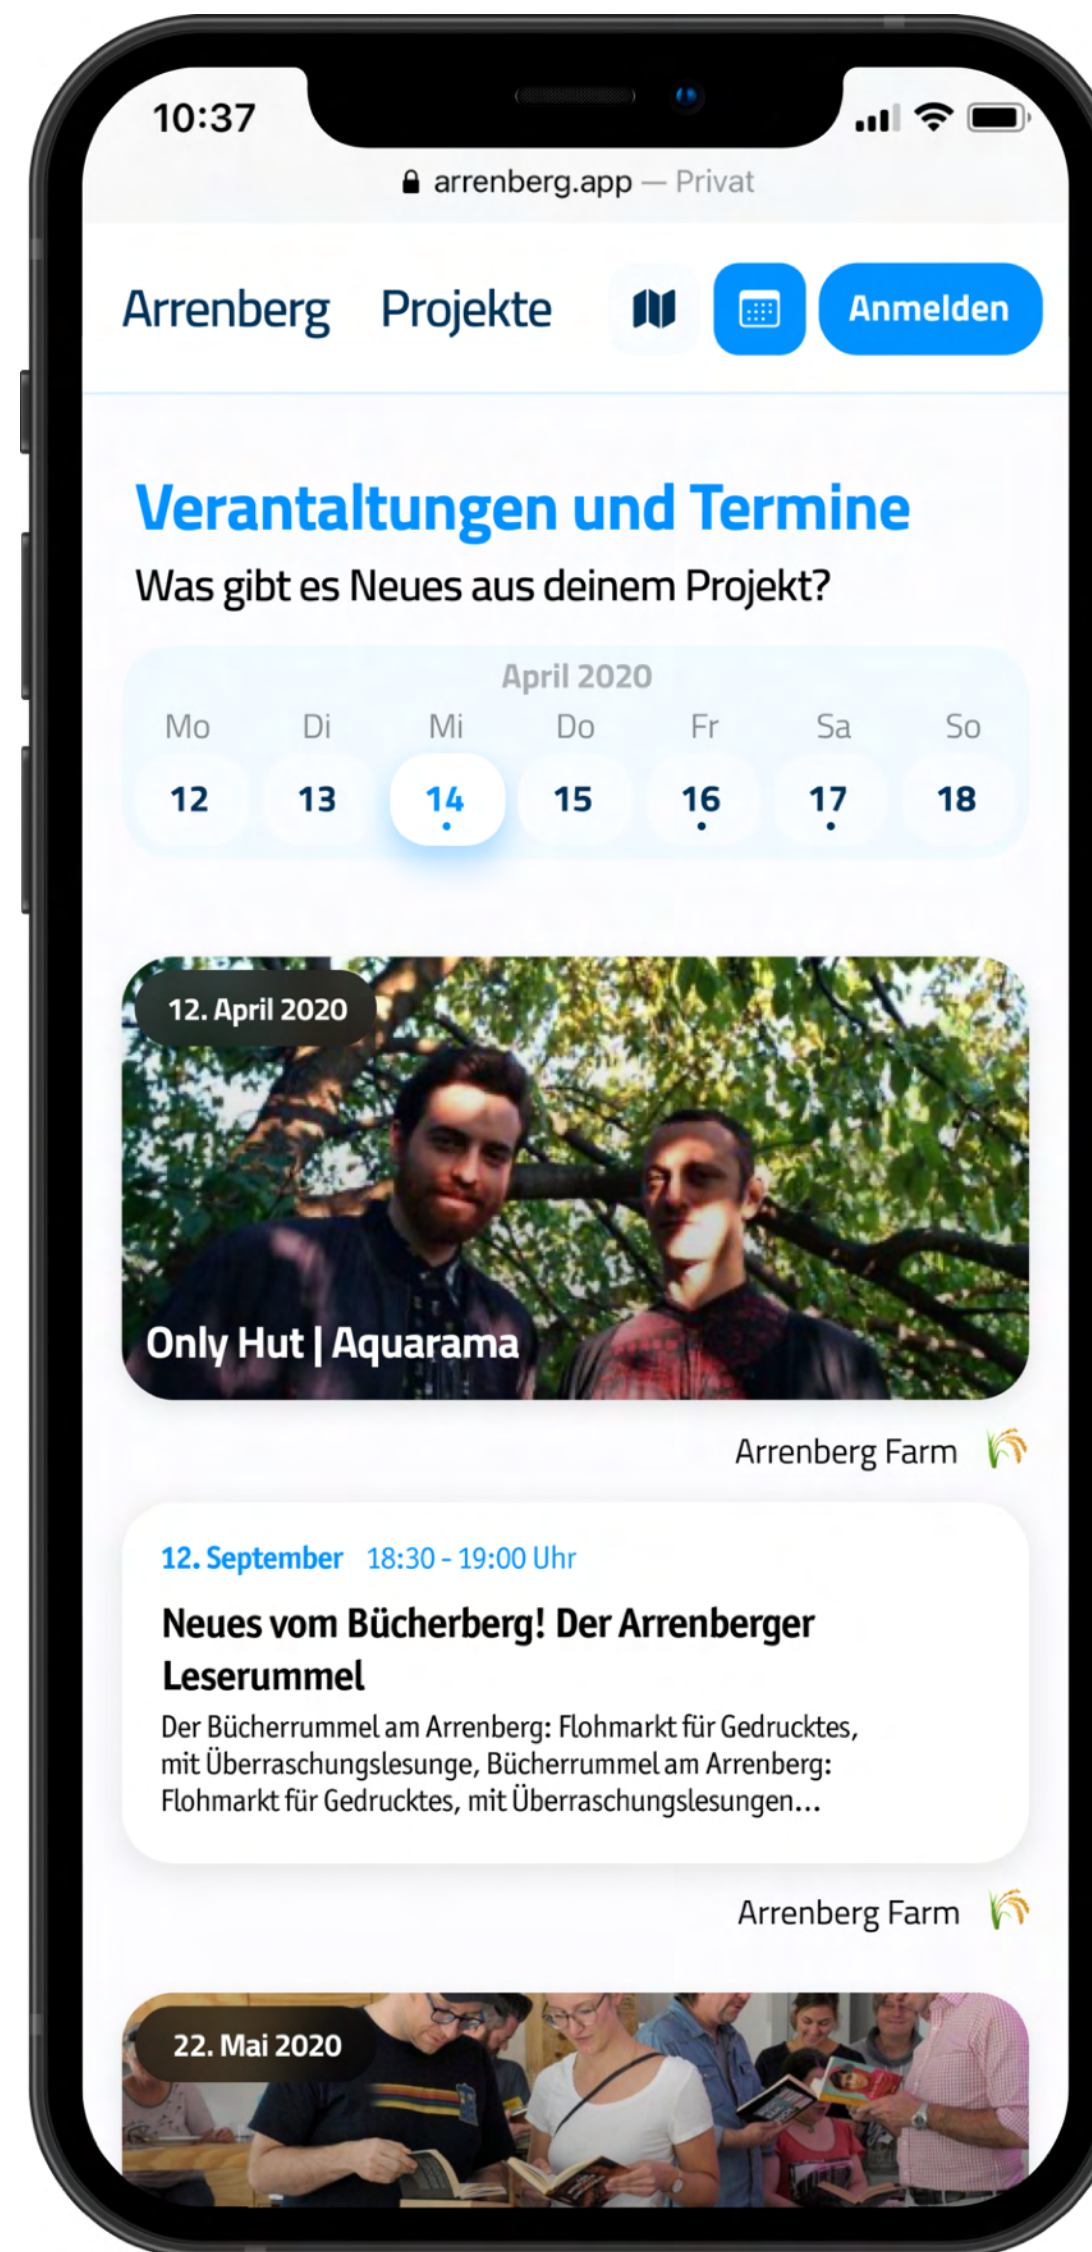 10:37
arrenberg.app — Privat
Arrenberg Projekte Anmelden
Verantaltungen und Termine
Was gibt es Neues aus deinem Projekt?
April 2020
Mo Di Mi Do Fr Sa So
12 13 14 15 16 17 18
12. April 2020
Only Hut | Aquarama
Arrenberg Farm
12. September 18:30 - 19:00 Uhr
Neues vom Bücherberg! Der Arrenberger
Leserummel
Der Bücherrummel am Arrenberg: Flohmarkt für Gedrucktes,
mit Überraschungslesunge, Bücherrummel am Arrenberg:
Flohmarkt für Gedrucktes, mit Überraschungslesungen...
Arrenberg Farm
22. Mai 2020